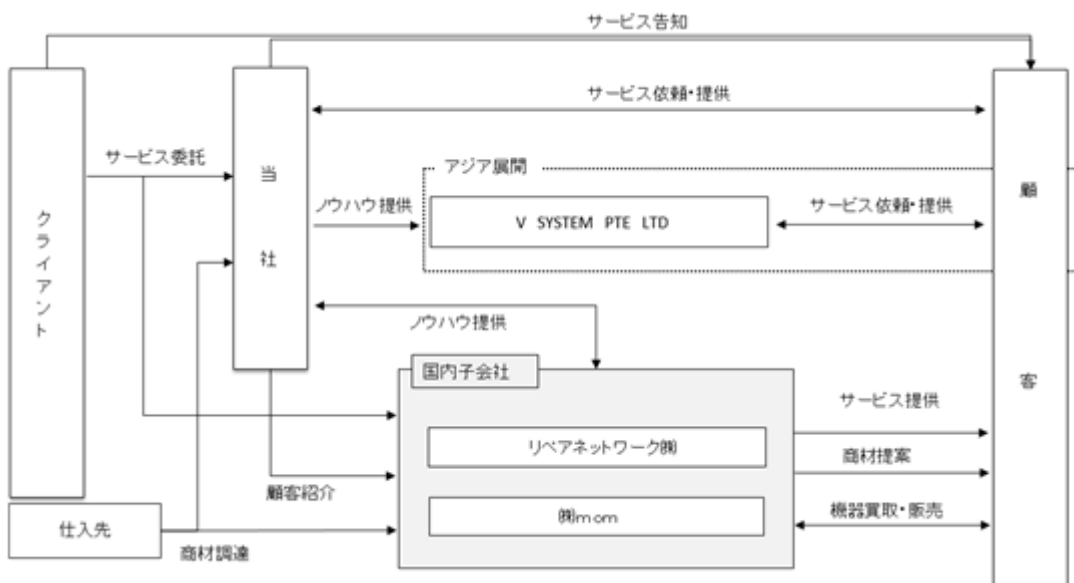 サービス告知
サービス依頼・提供
サービス委託
クライアント
当社
アジア展開
顧客
ノウハウ提供
V SYSTEM PTE LTD
サービス依頼・提供
ノウハウ提供
国内子会社
サービス提供
リペアネットワーク㈱
商材提案
顧客紹介
㈱mom
機器買取・販売
仕入先
商材調達